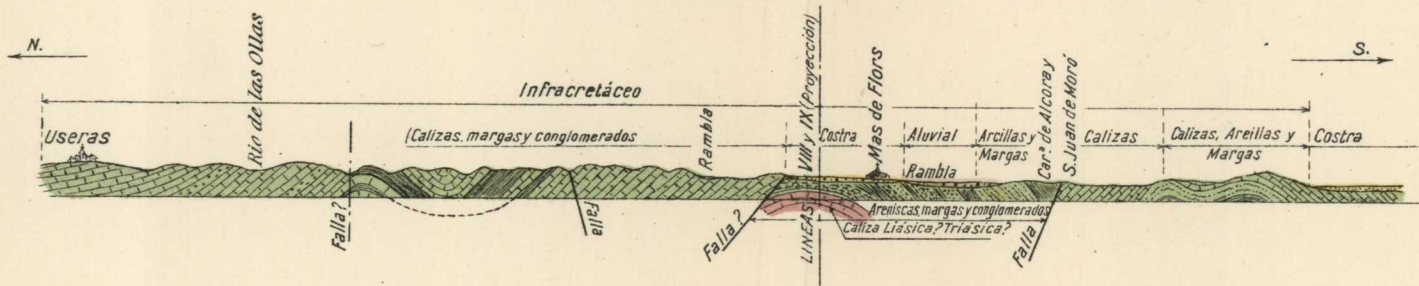 N.
S.
Infracretáceo
Useras
Río de las Ollas
Calizas, margas y conglomerados
Rambla
LINEAS VIII y IX (Proyección)
Costra
Mas de Flors
Aluvial
Rambla
Arcillas y
Margas
Carª. de Alcora y
S. Juan de Moró
Calizas
Calizas, Areillas y
Margas
Costra
Falla?
Falla
Falla?
Areniscas, margas y conglomerados
Caliza Liásica? Triásica?
Falla